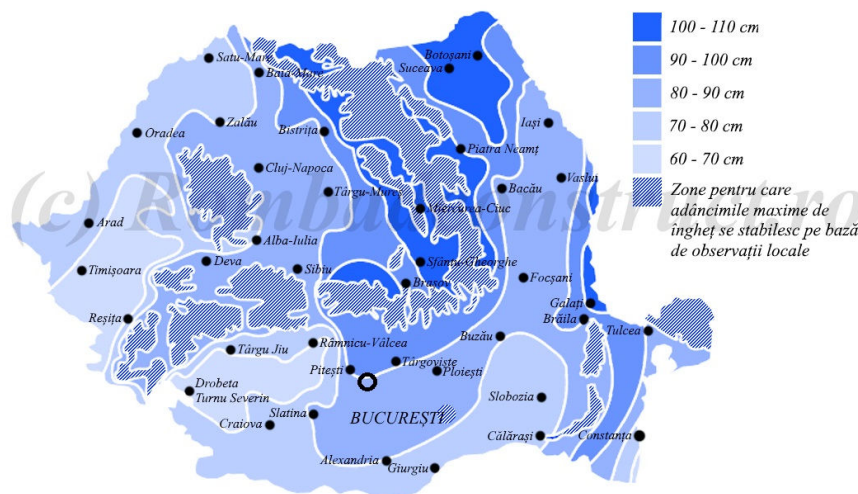 100 - 110 cm
90 - 100 cm
80 - 90 cm
70 - 80 cm
60 - 70 cm
Zone pentru care
adâncimile maxime de
îngheț se stabilesc pe bază
de observații locale
Satu-Mare
Baia-Mare
Botoșani
Suceava
Zalău
Oradea
Bistrița
Iași
Piatra Neamț
Cluj-Napoca
Târgu-Mureș
Bacău
Vaslui
(c) RombadConstruct.ro
Miercurea-Ciuc
Arad
Alba-Iulia
Timișoara
Deva
Sibiu
Sfântu-Gheorghe
Brașov
Focșani
Galați
Reșița
Brăila
Tulcea
Râmnicu-Vâlcea
Buzău
Târgu Jiu
Târgoviște
Pitești
Ploiești
Drobeta
Turnu Severin
Slobozia
Slatina
BUCUREȘTI
Craiova
Călărași
Constanța
Alexandria
Giurgiu